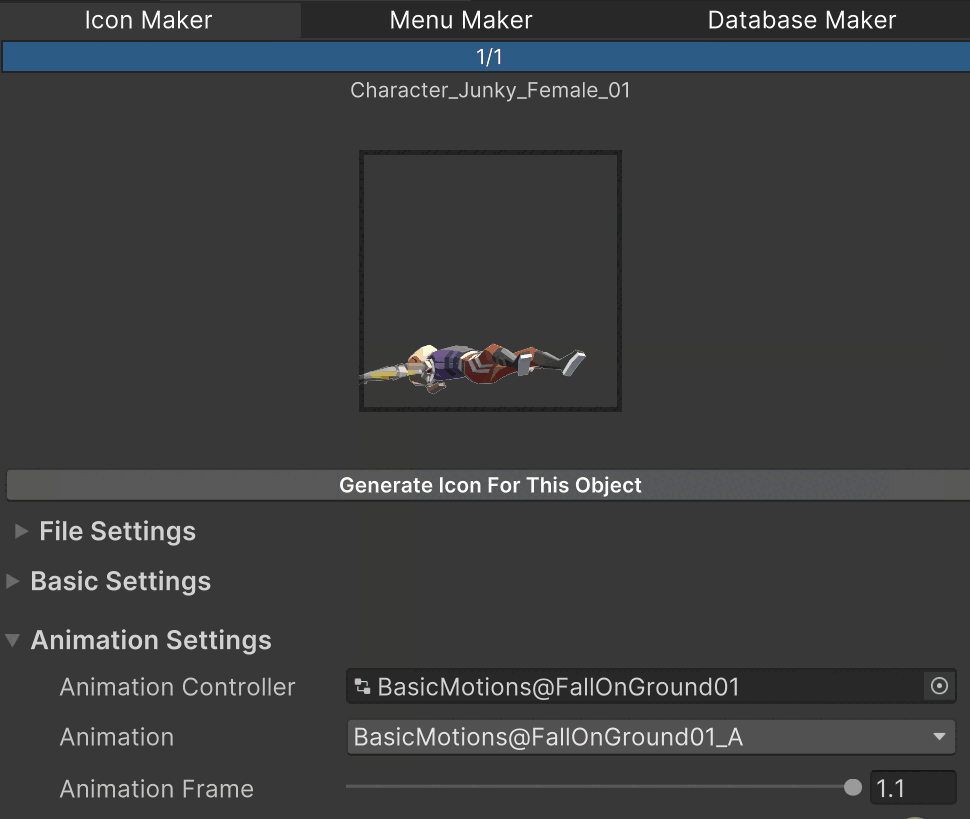 Icon Maker Menu Maker Database Maker
1/1
Character_Junky_Female_01
Generate Icon For This Object
File Settings
Basic Settings
Animation Settings
Animation Controller BasicMotions@FallOnGround01
Animation BasicMotions@FallOnGround01_A
Animation Frame 1.1